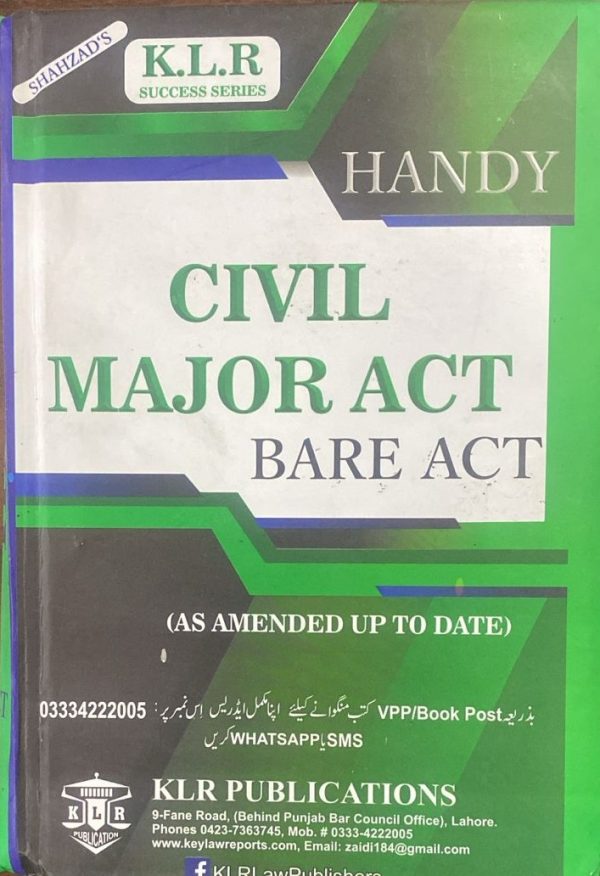 SHAHZAD'S
K.L.R
SUCCESS SERIES
HANDY
CIVIL
MAJOR ACT
BARE ACT
(AS AMENDED UP TO DATE)
بذریعہ VPP/Book Post کتب منگوانے کیلئے اپنا مکمل ایڈریس اِس نمبر پر : 03334222005
SMS یا WHATSAPP کریں
K L R
PUBLICATION
KLR PUBLICATIONS
9-Fane Road, (Behind Punjab Bar Council Office), Lahore.
Phones 0423-7363745, Mob. # 0333-4222005
www.keylawreports.com, Email: zaidi184@gmail.com
f KLRLawPublishers